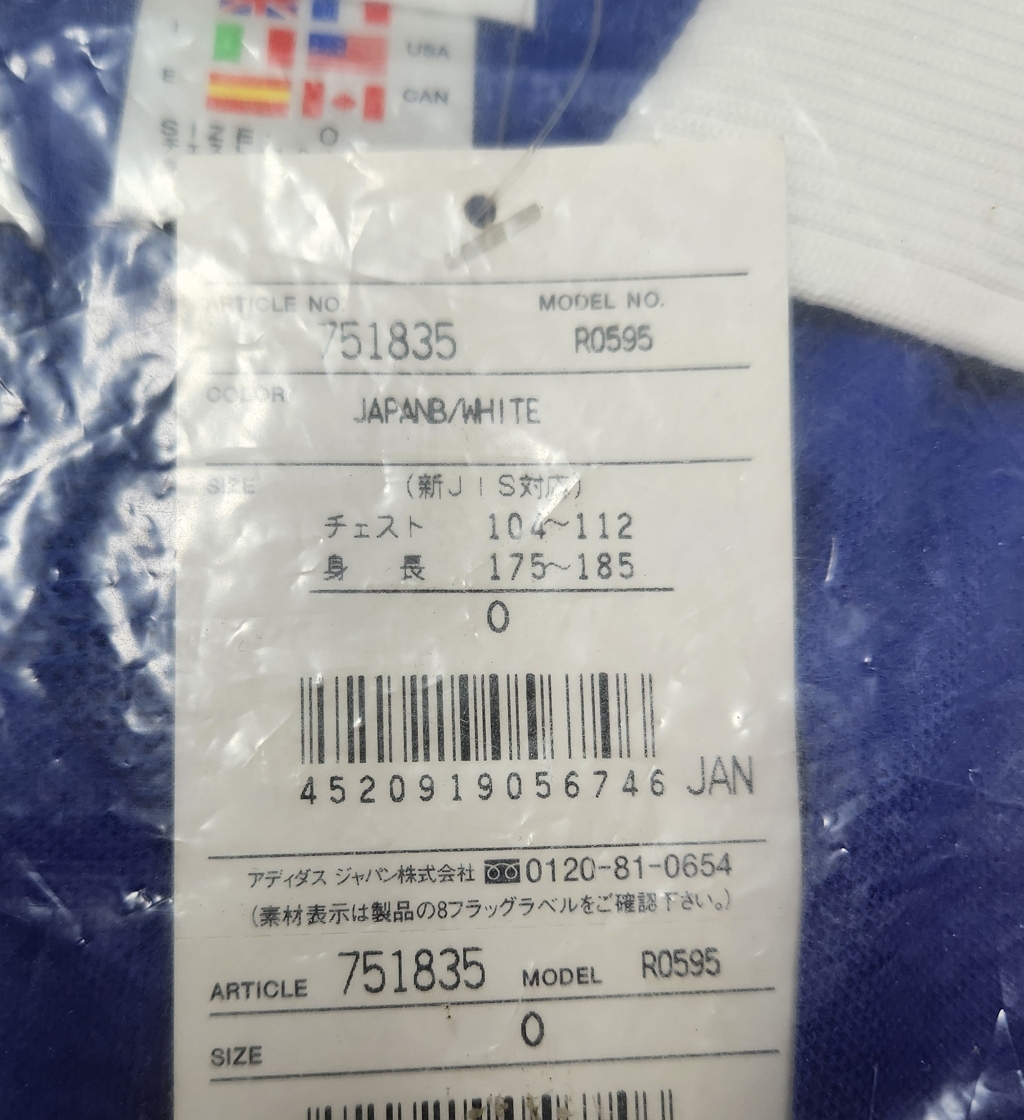 USA
E
CAN
SIZE O
ARTICLE NO. MODEL NO.
751835 R0595
COLOR
JAPANB/WHITE
SIZE (新JIS対応)
チェスト 104~112
身 長 175~185
O
4520919056746 JAN
アディダス ジャパン株式会社 0120-81-0654
(素材表示は製品の8フラッグラベルをご確認下さい。)
ARTICLE 751835 MODEL R0595
SIZE O